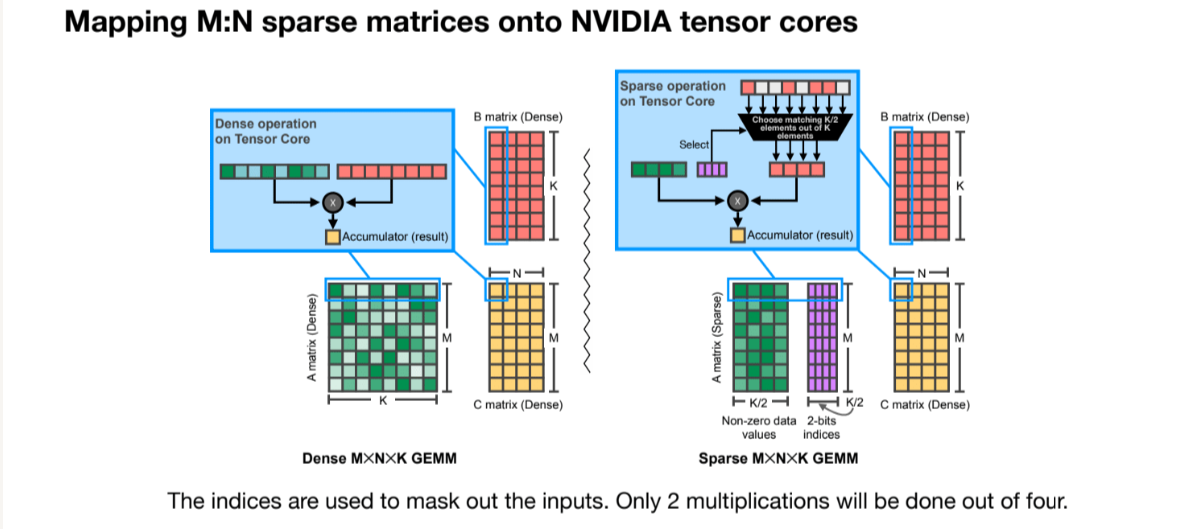 Mapping M:N sparse matrices onto NVIDIA tensor cores
Dense operation
on Tensor Core
Accumulator (result)
B matrix (Dense)
K
A matrix (Dense)
K
M
N
M
C matrix (Dense)
Dense M×N×K GEMM
Sparse operation
on Tensor Core
Choose matching K/2
elements out of K
elements
Select
X
X
Accumulator (result)
B matrix (Dense)
K
A matrix (Sparse)
K/2
Non-zero data
values
K/2
2-bits
indices
M
N
M
C matrix (Dense)
Sparse M×N×K GEMM
The indices are used to mask out the inputs. Only 2 multiplications will be done out of four.